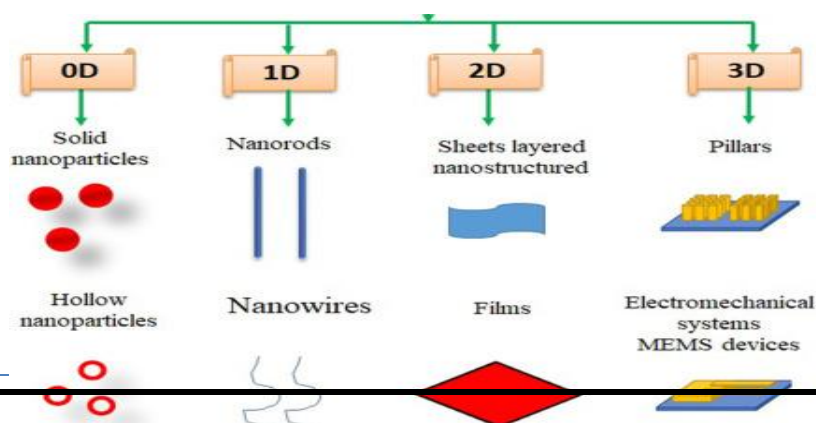 0D
1D
2D
3D
Solid
nanoparticles
Nanorods
Sheets layered
nanostructured
Pillars
Hollow
nanoparticles
Nanowires
Films
Electromechanical
systems
MEMS devices